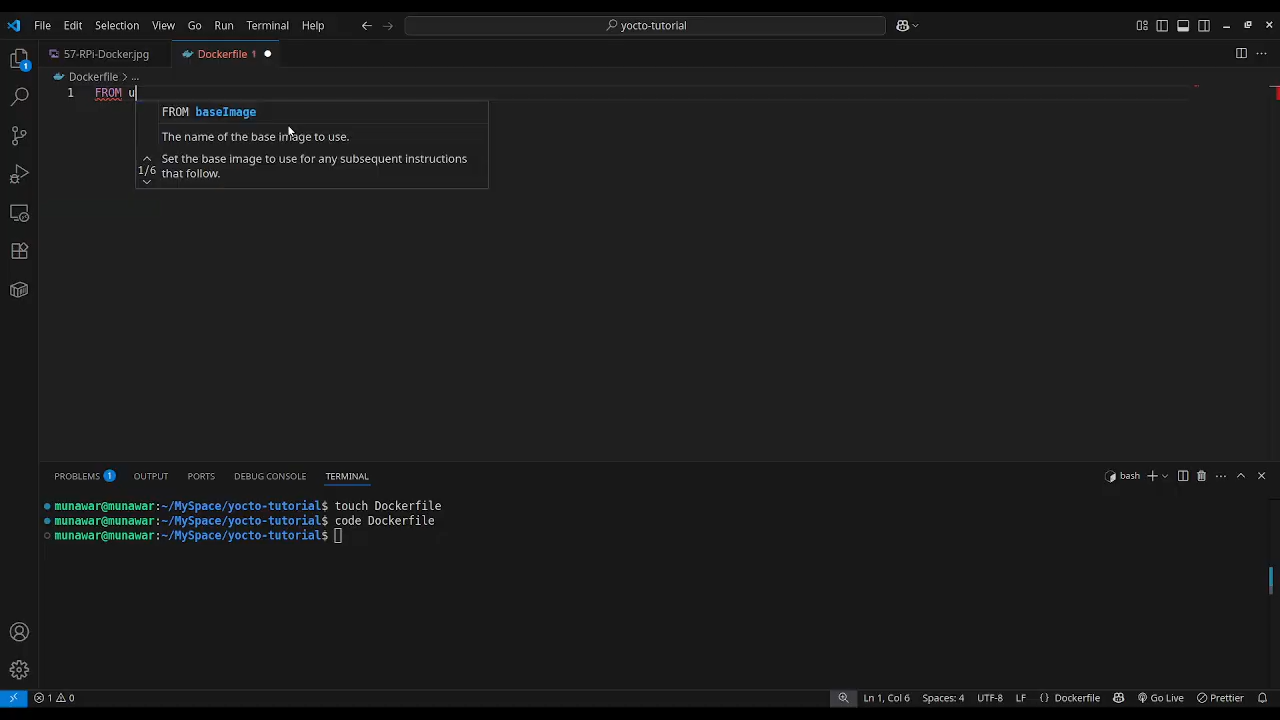 File Edit Selection View Go Run Terminal Help
yocto-tutorial
57-RPi-Docker.jpg
Dockerfile 1
Dockerfile > ...
1 FROM u
FROM baseImage
The name of the base image to use.
1/6
Set the base image to use for any subsequent instructions
that follow.
PROBLEMS 1 OUTPUT PORTS DEBUG CONSOLE TERMINAL
bash
munawar@munawar:~/MySpace/yocto-tutorial$ touch Dockerfile
munawar@munawar:~/MySpace/yocto-tutorial$ code Dockerfile
munawar@munawar:~/MySpace/yocto-tutorial$
1 0
Ln 1, Col 6 Spaces: 4 UTF-8 LF {} Dockerfile Go Live Prettier